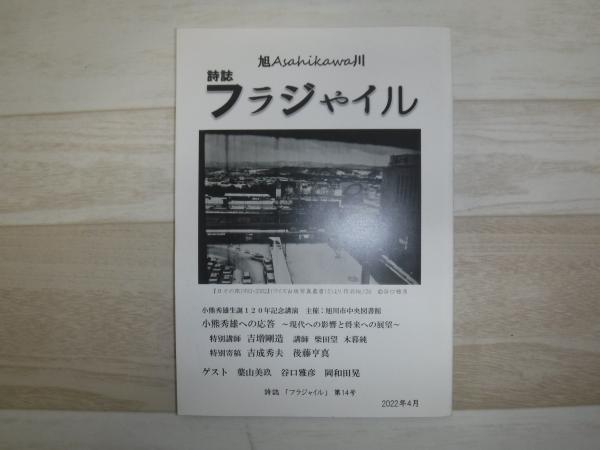 旭Asahikawa川
詩誌
フラジャイル
小熊秀雄生誕120年記念講演 主催:旭川市中央図書館
小熊秀雄への応答 ~現代への影響と将来への展望~
特別講師 吉増剛造 講師 柴田望 木暮純
特別寄稿 吉成秀夫 後藤亨真
ゲスト 葉山美玖 谷口雅彦 岡和田晃
詩誌「フラジャイル」第14号
2022年4月